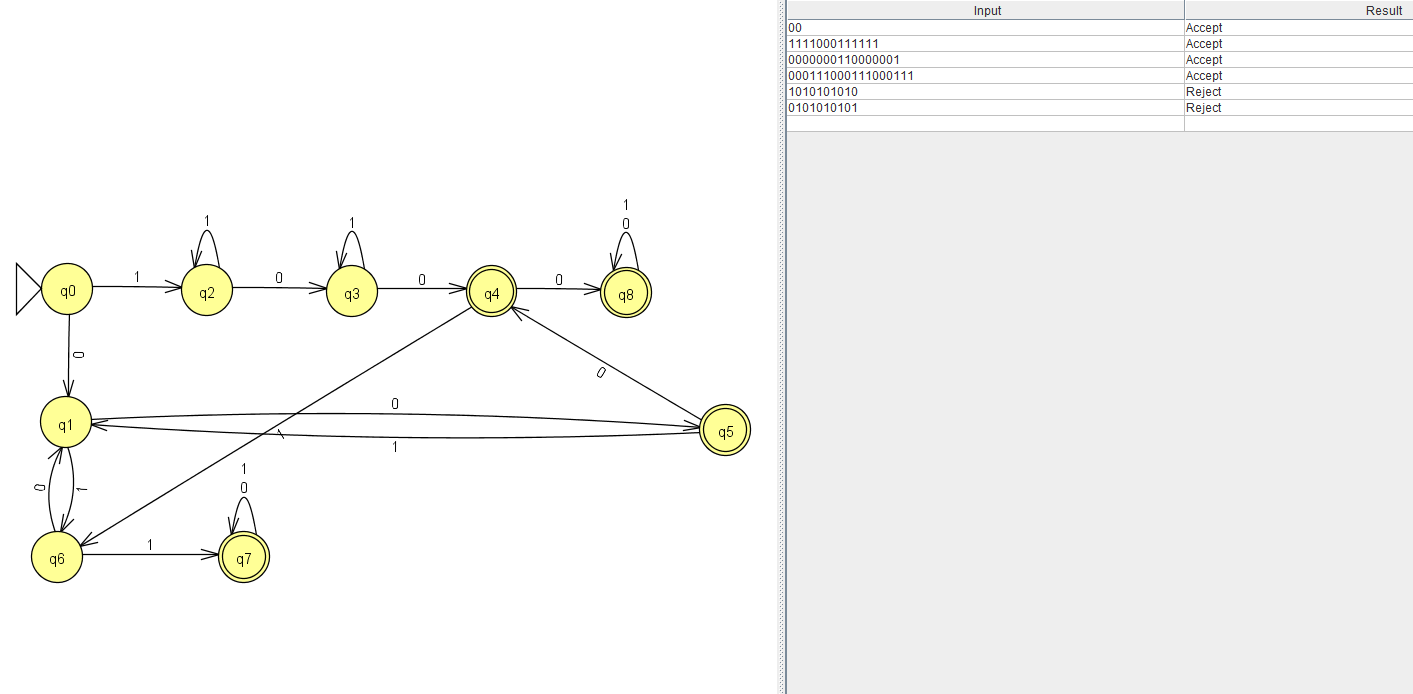 Input Result
00 Accept
1111000111111 Accept
0000000110000001 Accept
000111000111000111 Accept
1010101010 Reject
0101010101 Reject
1 1 1
0
q0 1 q2 0 q3 0 q4 0 q8
0
0
q1 0 q5
1
1
1
0 1 0
q6 1 q7